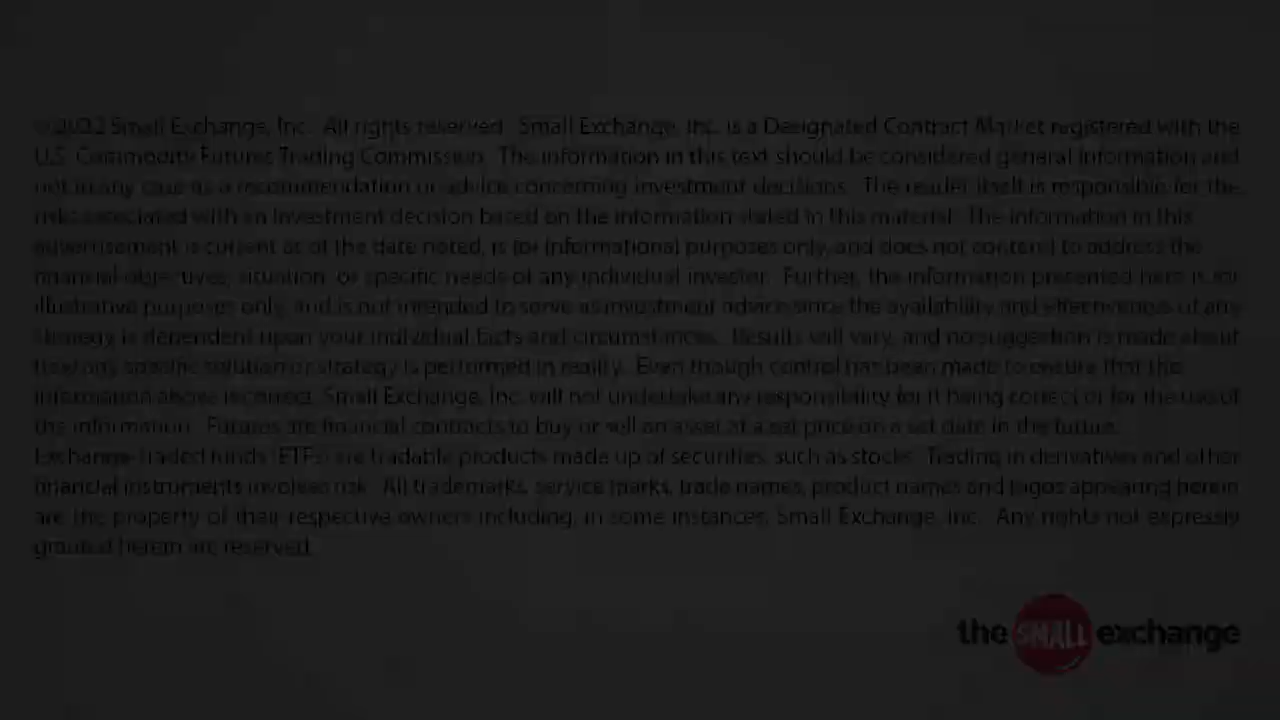 ©2022 Small Exchange, Inc. All rights reserved. Small Exchange, Inc. is a Designated Contract Market registered with the
U.S. Commodity Futures Trading Commission. The information in this text should be considered general information and
not in any case as a recommendation or advice concerning investment decisions. The reader itself is responsible for the
risks associated with an investment decision based on the information stated in this material. The information in this
advertisement is current as of the date noted, is for informational purposes only, and does not contend to address the
financial objectives, situation, or specific needs of any individual investor. Further, the information presented here is for
illustrative purposes only, and is not intended to serve as investment advice since the availability and effectiveness of any
strategy is dependent upon your individual facts and circumstances. Results will vary, and no suggestion is made about
how any specific solution or strategy is performed in reality. Even though control has been made to ensure that the
information above is correct, Small Exchange, Inc. will not undertake any responsibility for it being correct or for the use of
the information. Futures are financial contracts to buy or sell an asset at a set price on a set date in the future.
Exchange-traded funds (ETFs) are tradable products made up of securities, such as stocks. Trading in derivatives and other
financial instruments involves risk. All trademarks, service marks, trade names, product names and logos appearing herein
are the property of their respective owners including, in some instances, Small Exchange, Inc. Any rights not expressly
granted herein are reserved.
the SMALL exchange